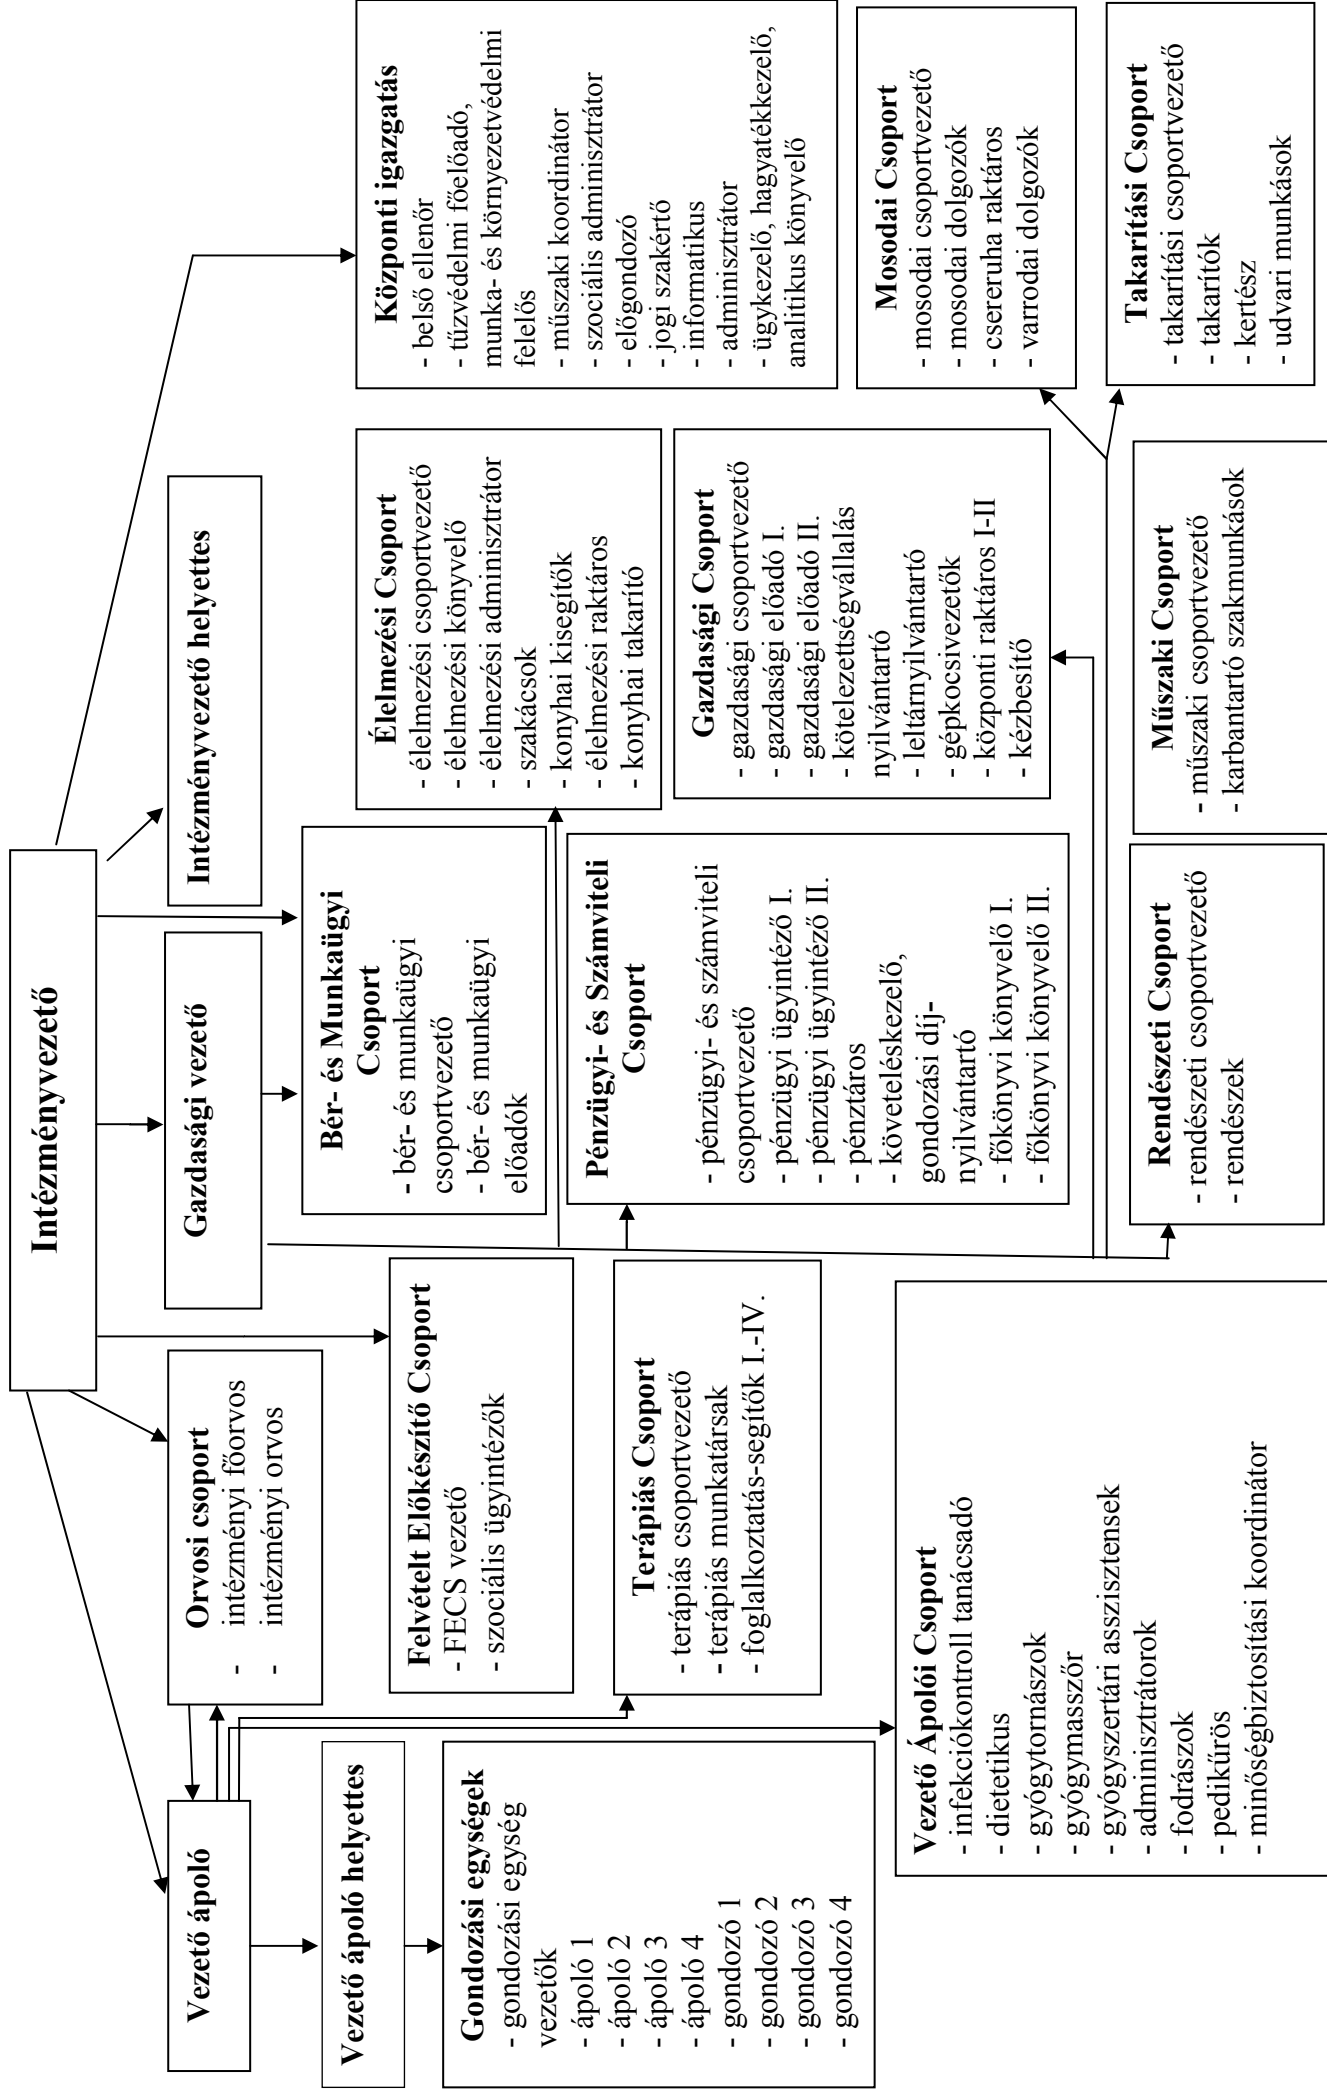 Intézményvezető
Vezető ápoló
Orvosi csoport
- intézményi főorvos
- intézményi orvos
Gazdasági vezető
Intézményvezető helyettes
Vezető ápoló helyettes
Gondozási egységek
- gondozási egység
vezetők
- ápoló 1
- ápoló 2
- ápoló 3
- ápoló 4
- gondozó 1
- gondozó 2
- gondozó 3
- gondozó 4
Felvételt Előkészítő Csoport
- FECS vezető
- szociális ügyintézők
Terápiás Csoport
- terápiás csoportvezető
- terápiás munkatársak
- foglalkoztatás-segítők I.-IV.
Vezető Ápolói Csoport
- infekciókontroll tanácsadó
- dietetikus
- gyógytornászok
- gyógymasszőr
- gyógyszertári asszisztensek
- adminisztrátorok
- fodrászok
- pedikűrös
- minőségbiztosítási koordinátor
Bér- és Munkaügyi
Csoport
- bér- és munkaügyi
csoportvezető
- bér- és munkaügyi
előadók
Pénzügyi- és Számviteli
Csoport
- pénzügyi- és számviteli
csoportvezető
- pénzügyi ügyintéző I.
- pénzügyi ügyintéző II.
- pénztáros
- követeléskezelő,
gondozási díj-
nyilvántartó
- főkönyvi könyvelő I.
- főkönyvi könyvelő II.
Rendészeti Csoport
- rendészeti csoportvezető
- rendészek
Élelmezési Csoport
- élelmezési csoportvezető
- élelmezési könyvelő
- élelmezési adminisztrátor
- szakácsok
- konyhai kisegítők
- élelmezési raktáros
- konyhai takarító
Gazdasági Csoport
- gazdasági csoportvezető
- gazdasági előadó I.
- gazdasági előadó II.
- kötelezettségvállalás
nyilvántartó
- leltárnyilvántartó
- gépkocsivezetők
- központi raktáros I-II
- kézbesítő
Műszaki Csoport
- műszaki csoportvezető
- karbantartó szakmunkások
Központi igazgatás
- belső ellenőr
- tűzvédelmi főelőadó,
munka- és környezetvédelmi
felelős
- műszaki koordinátor
- szociális adminisztrátor
- előgondozó
- jogi szakértő
- informatikus
- adminisztrátor
- ügykezelő, hagyatékkezelő,
analitikus könyvelő
Mosodai Csoport
- mosodai csoportvezető
- mosodai dolgozók
- csereruha raktáros
- varrodai dolgozók
Takarítási Csoport
- takarítási csoportvezető
- takarítók
- kertész
- udvari munkások